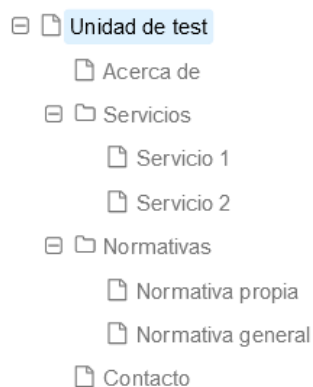 Unidad de test
Acerca de
Servicios
Servicio 1
Servicio 2
Normativas
Normativa propia
Normativa general
Contacto